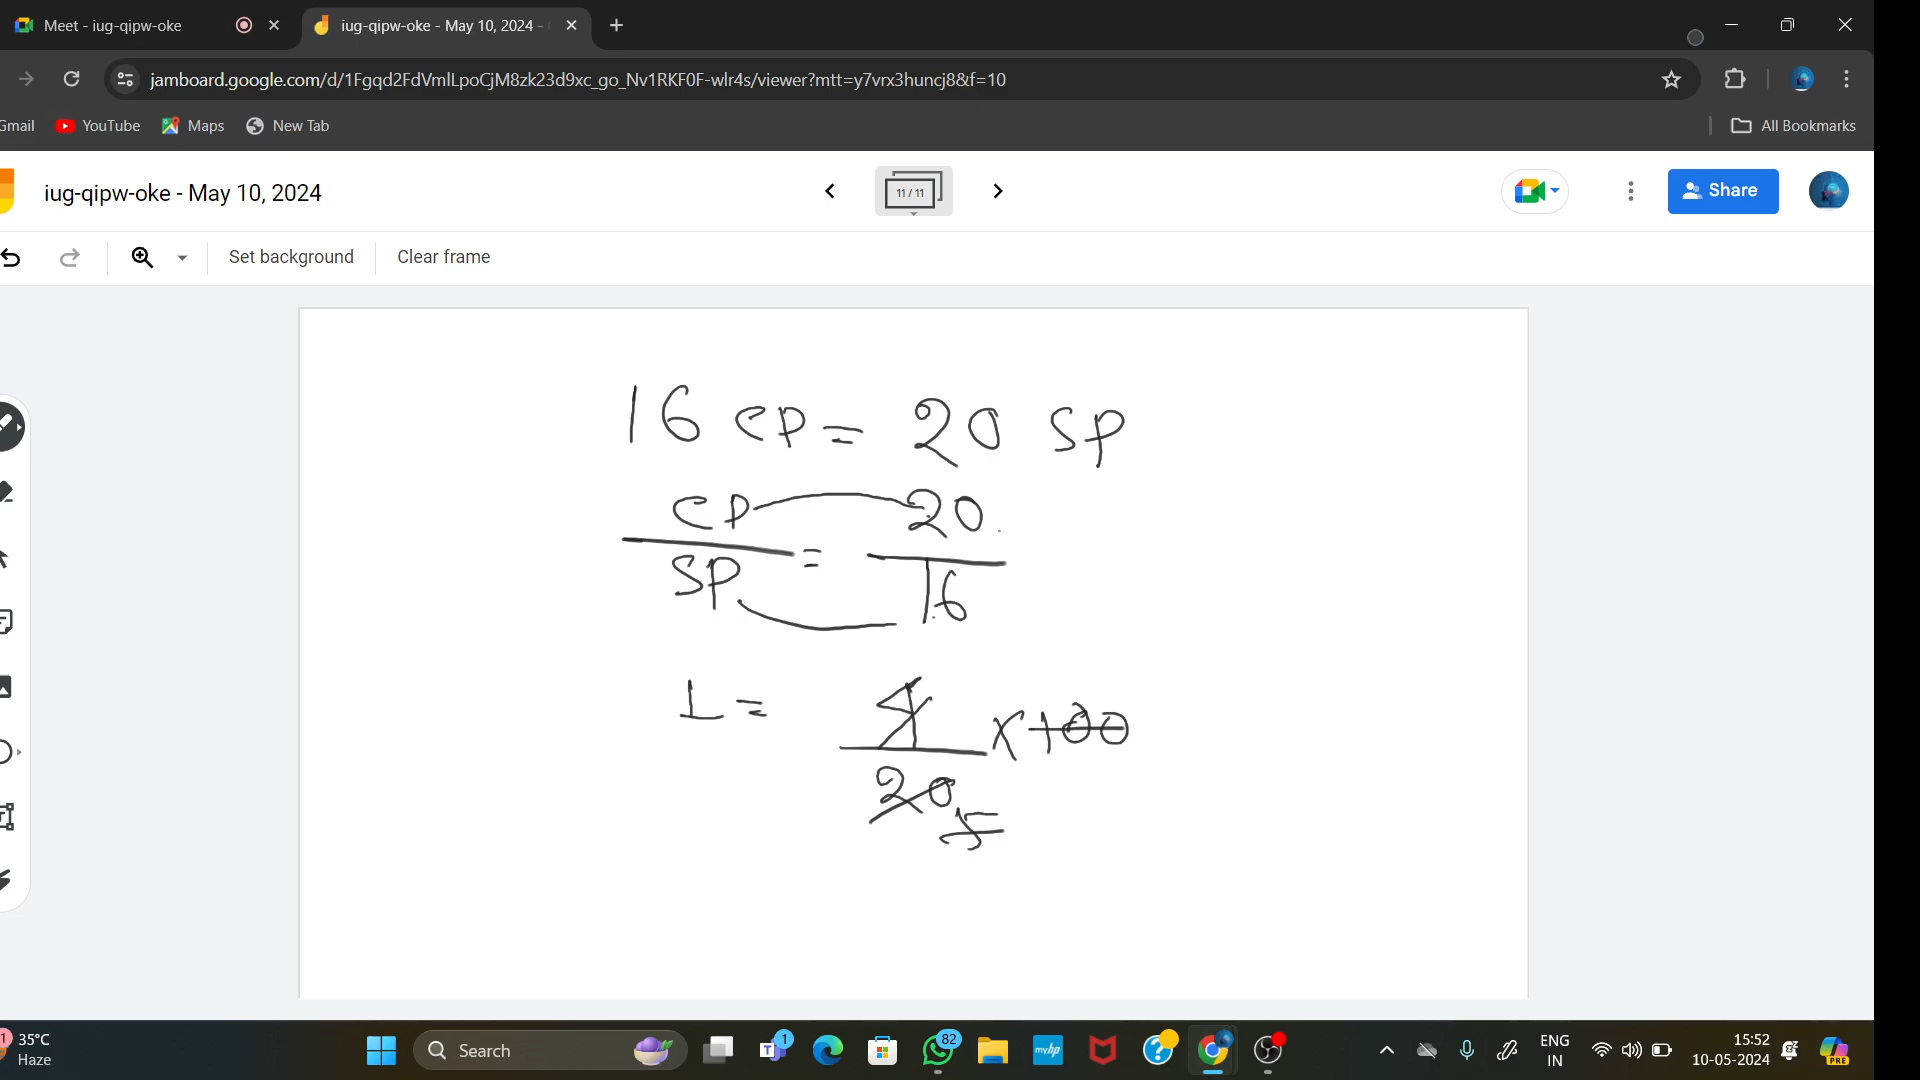 Meet - iug-qipw-oke
iug-qipw-oke - May 10, 2024 -
jamboard.google.com/d/1Fgqd2FdVmlLpoCjM8zk23d9xc_go_Nv1RKF0F-wlr4s/viewer?mtt=y7vrx3huncj8&f=10
Gmail YouTube Maps New Tab All Bookmarks
iug-qipw-oke - May 10, 2024 11 / 11 Share
Set background Clear frame
16 CP = 20 SP
CP 20
=
SP 16
L = 4 × 100
20 5
35°C
Haze
Search
1
82
myhp
ENG
IN
15:52
10-05-2024
PRE